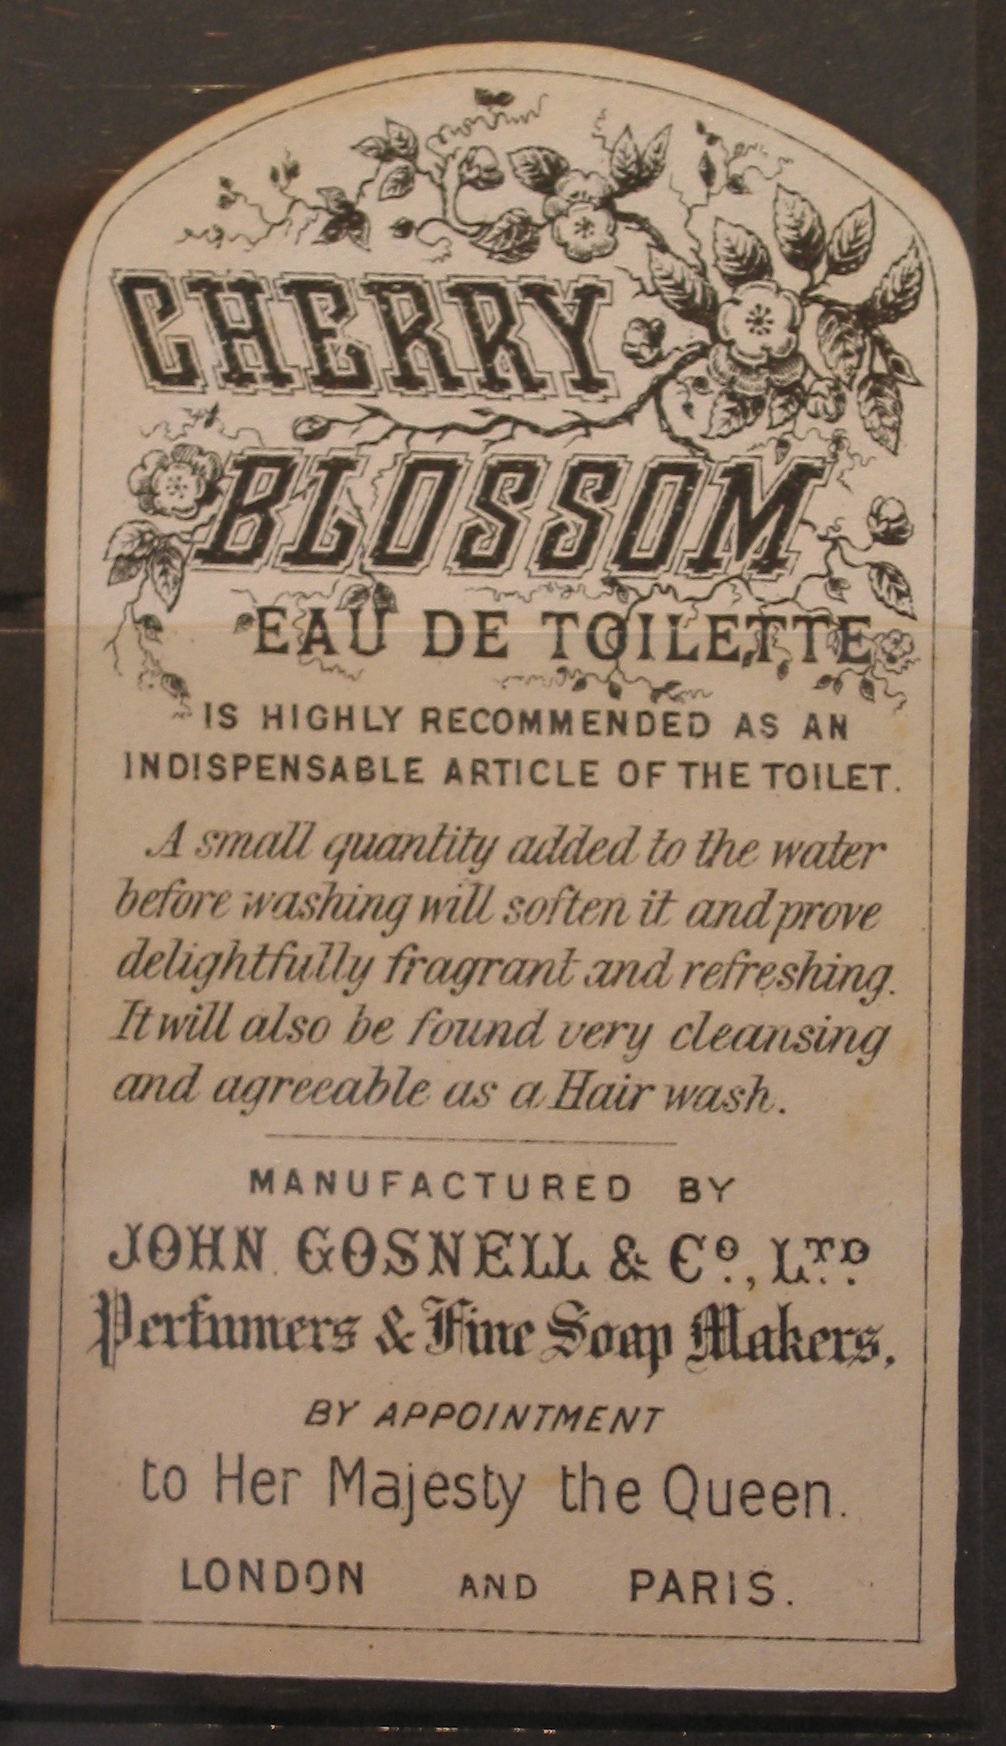 CHERRY
BLOSSOM
EAU DE TOILETTE
IS HIGHLY RECOMMENDED AS AN
INDISPENSABLE ARTICLE OF THE TOILET.
A small quantity added to the water
before washing will soften it and prove
delightfully fragrant and refreshing.
It will also be found very cleansing
and agreeable as a Hair wash.
MANUFACTURED BY
JOHN GOSNELL & Co., LTD.
Perfumers & Fine Soap Makers,
BY APPOINTMENT
to Her Majesty the Queen.
LONDON AND PARIS.